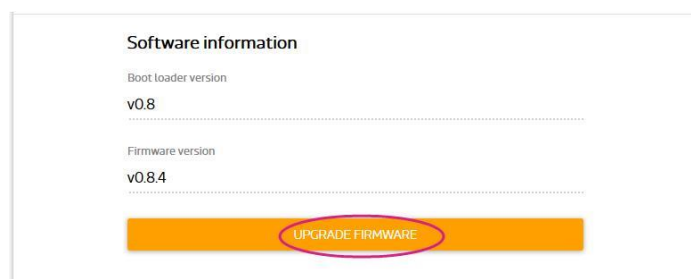 Software information
Boot loader version
v0.8
Firmware version
v0.8.4
UPGRADE FIRMWARE